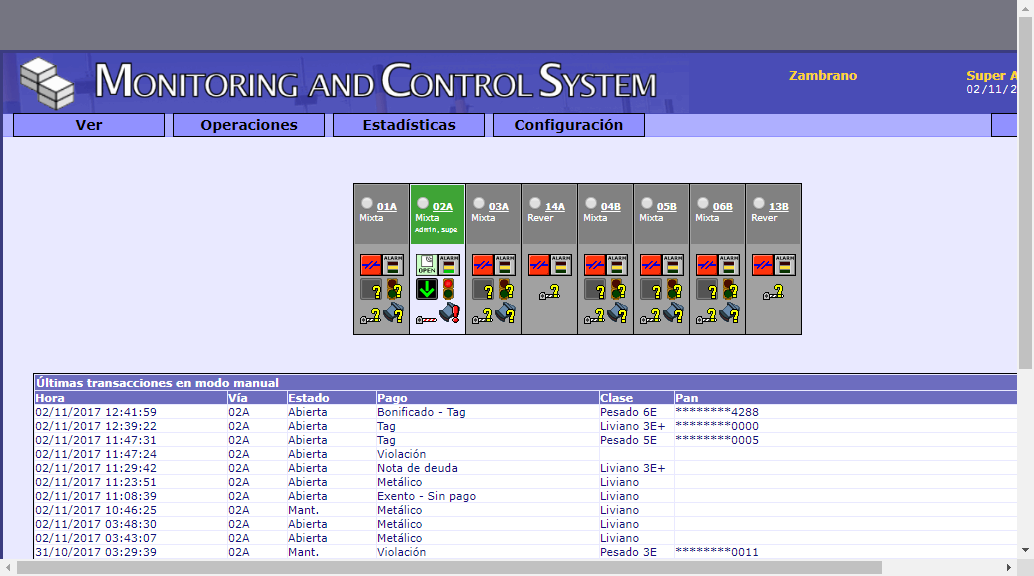 MONITORING AND CONTROL SYSTEM
Zambrano
Super A
02/11/2
Ver Operaciones Estadísticas Configuración
01A 02A 03A 14A 04B 05B 06B 13B
Mixta Mixta Mixta Rever Mixta Mixta Mixta Rever
Admin, supe
ALARM ALARM ALARM ALARM ALARM ALARM ALARM ALARM
OPEN
Últimas transacciones en modo manual
Hora Vía Estado Pago Clase Pan
02/11/2017 12:41:59 02A Abierta Bonificado - Tag Pesado 6E ********4288
02/11/2017 12:39:22 02A Abierta Tag Liviano 3E+ ********0000
02/11/2017 11:47:31 02A Abierta Tag Pesado 5E ********0005
02/11/2017 11:47:24 02A Abierta Violación
02/11/2017 11:29:42 02A Abierta Nota de deuda Liviano 3E+
02/11/2017 11:23:51 02A Abierta Metálico Liviano
02/11/2017 11:08:39 02A Abierta Exento - Sin pago Liviano
02/11/2017 10:46:25 02A Mant. Metálico Liviano
02/11/2017 03:48:30 02A Abierta Metálico Liviano
02/11/2017 03:43:07 02A Abierta Metálico Liviano
31/10/2017 03:29:39 02A Mant. Violación Pesado 3E ********0011